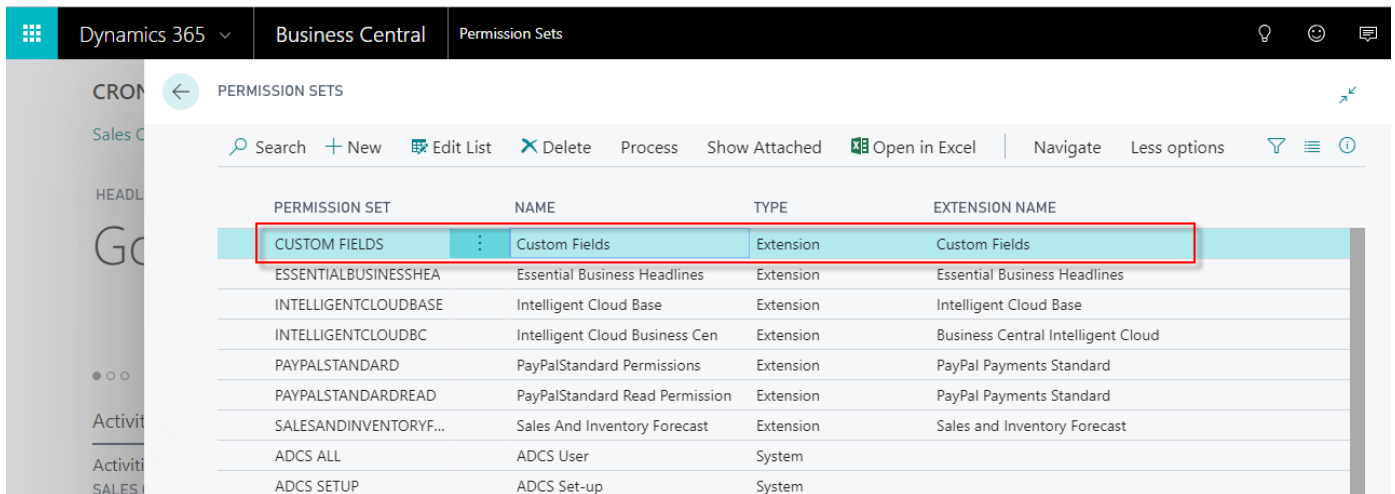 Dynamics 365 Business Central Permission Sets
CRON PERMISSION SETS
Sales C Search New Edit List Delete Process Show Attached Open in Excel Navigate Less options
HEADL
PERMISSION SET NAME TYPE EXTENSION NAME
Go
CUSTOM FIELDS Custom Fields Extension Custom Fields
ESSENTIALBUSINESSHEA Essential Business Headlines Extension Essential Business Headlines
INTELLIGENTCLOUDBASE Intelligent Cloud Base Extension Intelligent Cloud Base
INTELLIGENTCLOUDBC Intelligent Cloud Business Cen Extension Business Central Intelligent Cloud
PAYPALSTANDARD PayPalStandard Permissions Extension PayPal Payments Standard
PAYPALSTANDARDREAD PayPalStandard Read Permission Extension PayPal Payments Standard
Activit SALESANDINVENTORYF... Sales And Inventory Forecast Extension Sales and Inventory Forecast
Activiti ADCS ALL ADCS User System
SALES ADCS SETUP ADCS Set-up System